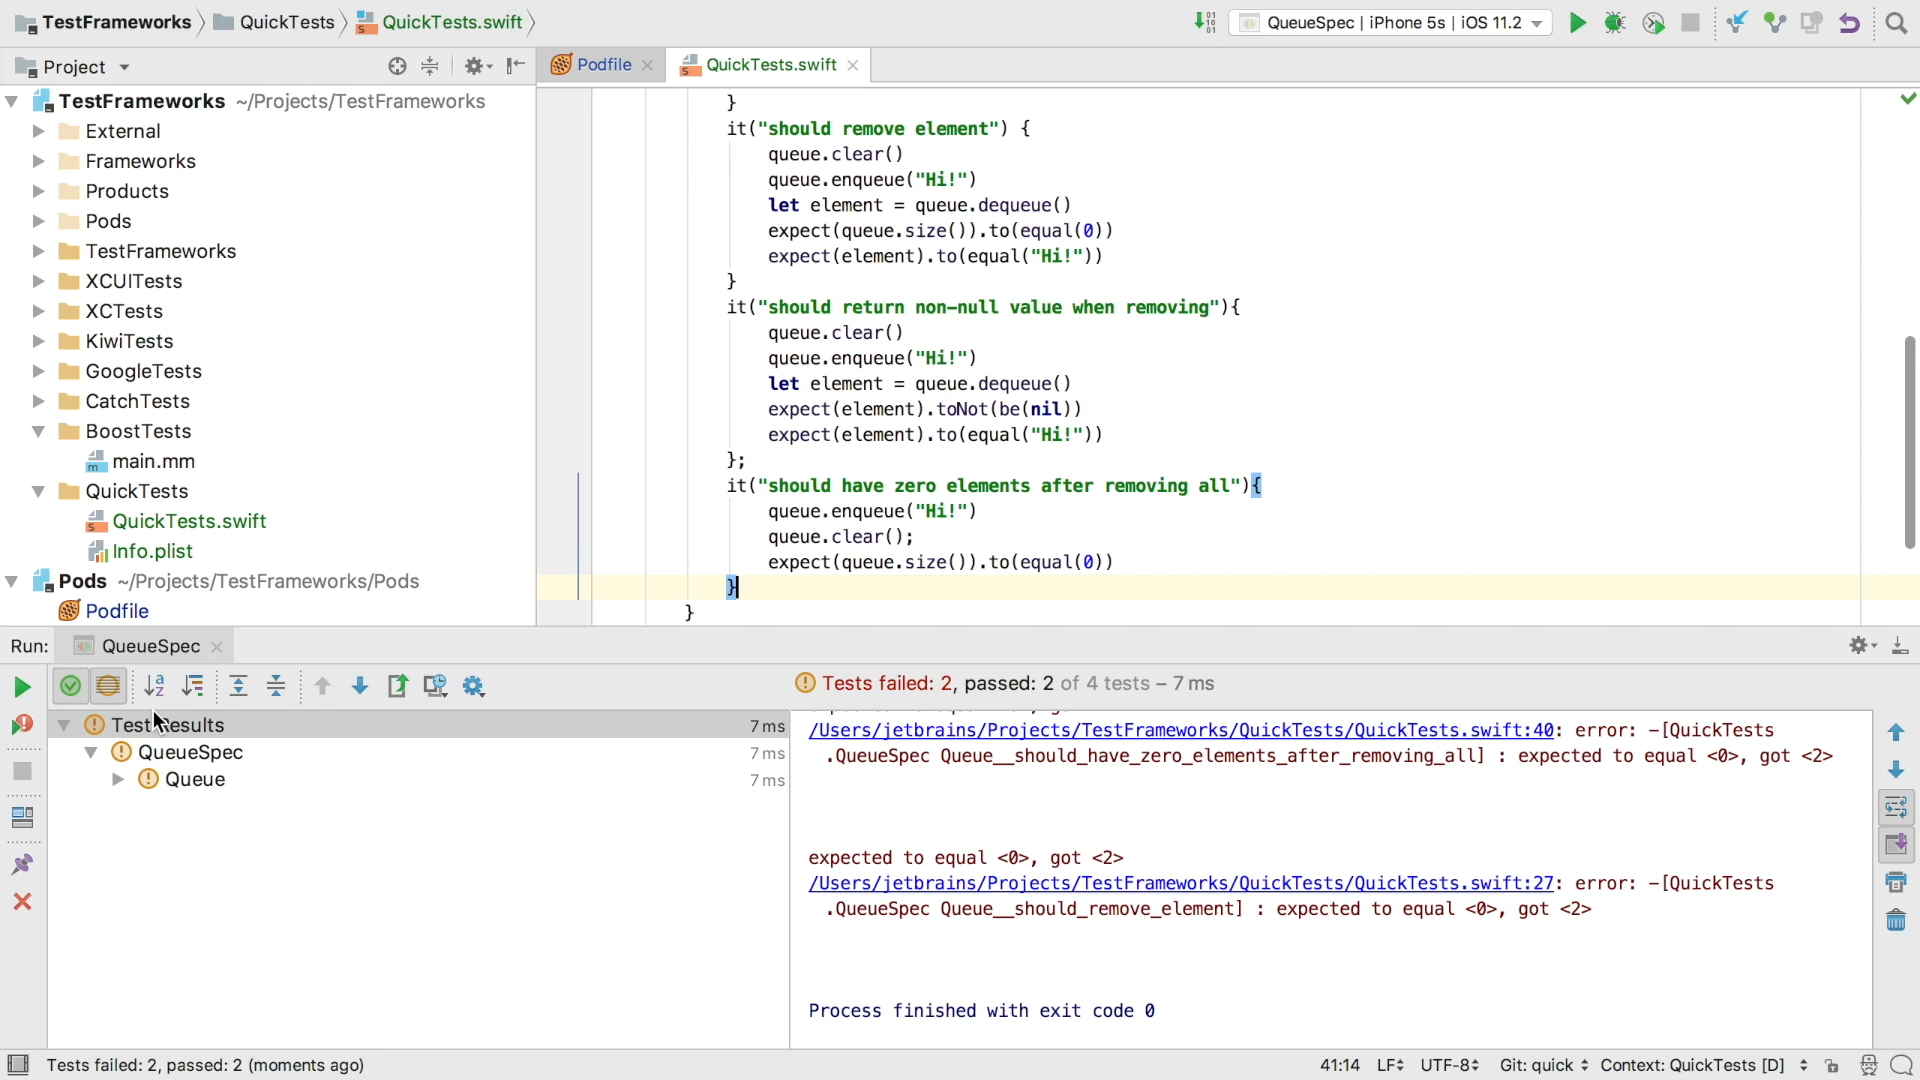 TestFrameworks QuickTests QuickTests.swift
QueueSpec | iPhone 5s | iOS 11.2
Project
Podfile
QuickTests.swift
TestFrameworks ~/Projects/TestFrameworks
External
Frameworks
Products
Pods
TestFrameworks
XCUITests
XCTests
KiwiTests
GoogleTests
CatchTests
BoostTests
main.mm
QuickTests
QuickTests.swift
Info.plist
Pods ~/Projects/TestFrameworks/Pods
Podfile
}
it("should remove element") {
queue.clear()
queue.enqueue("Hi!")
let element = queue.dequeue()
expect(queue.size()).to(equal(0))
expect(element).to(equal("Hi!"))
}
it("should return non-null value when removing"){
queue.clear()
queue.enqueue("Hi!")
let element = queue.dequeue()
expect(element).toNot(be(nil))
expect(element).to(equal("Hi!"))
};
it("should have zero elements after removing all"){
queue.enqueue("Hi!")
queue.clear();
expect(queue.size()).to(equal(0))
}
}
Run: QueueSpec
Tests failed: 2, passed: 2 of 4 tests – 7 ms
Test Results 7 ms
QueueSpec 7 ms
Queue 7 ms
/Users/jetbrains/Projects/TestFrameworks/QuickTests/QuickTests.swift:40: error: -[QuickTests
.QueueSpec Queue__should_have_zero_elements_after_removing_all] : expected to equal <0>, got <2>
expected to equal <0>, got <2>
/Users/jetbrains/Projects/TestFrameworks/QuickTests/QuickTests.swift:27: error: -[QuickTests
.QueueSpec Queue__should_remove_element] : expected to equal <0>, got <2>
Process finished with exit code 0
Tests failed: 2, passed: 2 (moments ago)
41:14 LF UTF-8 Git: quick Context: QuickTests [D]